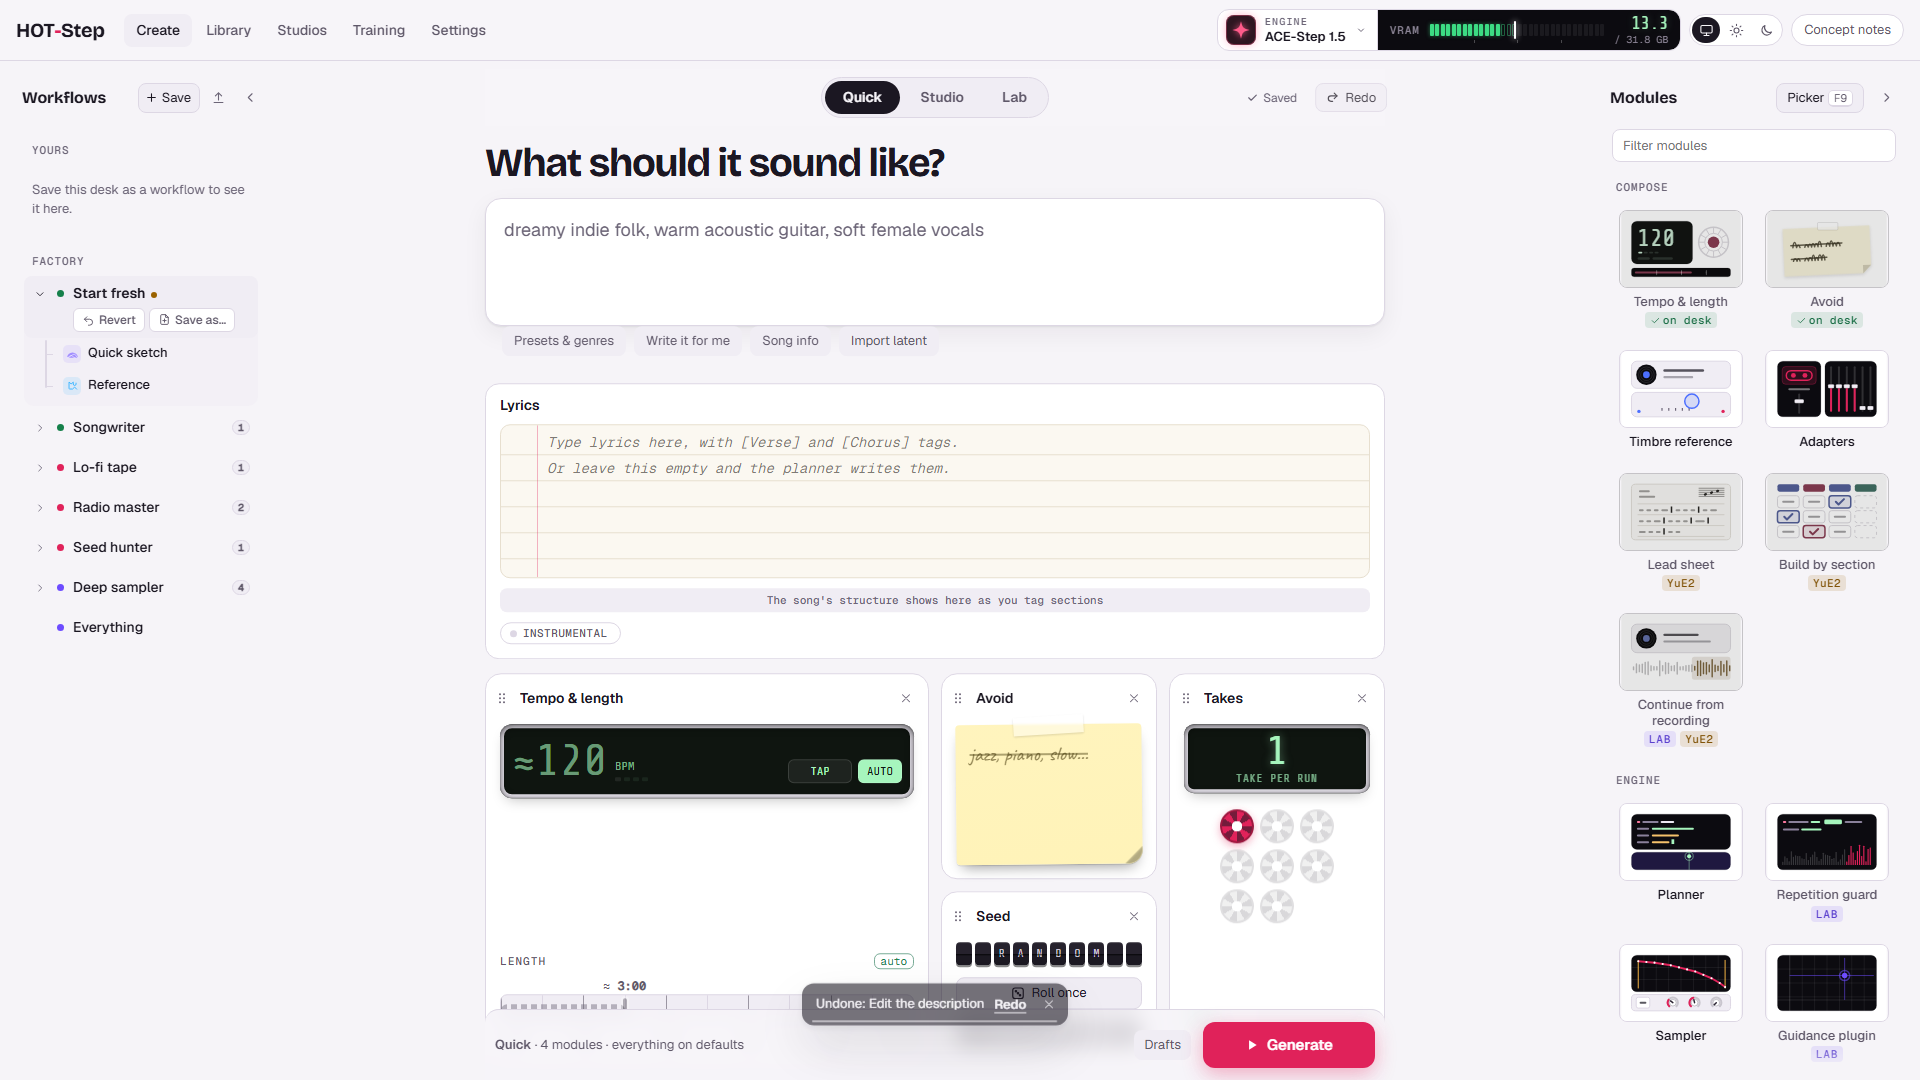 HOT-Step
Create
Library
Studios
Training
Settings
ENGINE
ACE-Step 1.5
VRAM
13.3
/ 31.8 GB
Concept notes
Workflows
+ Save
Quick
Studio
Lab
Saved
Redo
Modules
Picker F9
Filter modules
YOURS
Save this desk as a workflow to see
it here.
FACTORY
Start fresh
Revert
Save as...
Quick sketch
Reference
Songwriter 1
Lo-fi tape 1
Radio master 2
Seed hunter 1
Deep sampler 4
Everything
What should it sound like?
dreamy indie folk, warm acoustic guitar, soft female vocals
Presets & genres
Write it for me
Song info
Import latent
Lyrics
Type lyrics here, with [Verse] and [Chorus] tags.
Or leave this empty and the planner writes them.
The song's structure shows here as you tag sections
INSTRUMENTAL
Tempo & length
≈120 BPM
TAP
AUTO
LENGTH
auto
≈ 3:00
Avoid
jazz, piano, slow...
Seed
RANDOM
Roll once
Takes
1
TAKE PER RUN
Undone: Edit the description Redo
Quick · 4 modules · everything on defaults
Drafts
Generate
COMPOSE
120
Tempo & length
on desk
Avoid
on desk
Timbre reference
Adapters
Lead sheet
YuE2
Build by section
YuE2
Continue from
recording
LAB YuE2
ENGINE
Planner
Repetition guard
LAB
Sampler
Guidance plugin
LAB